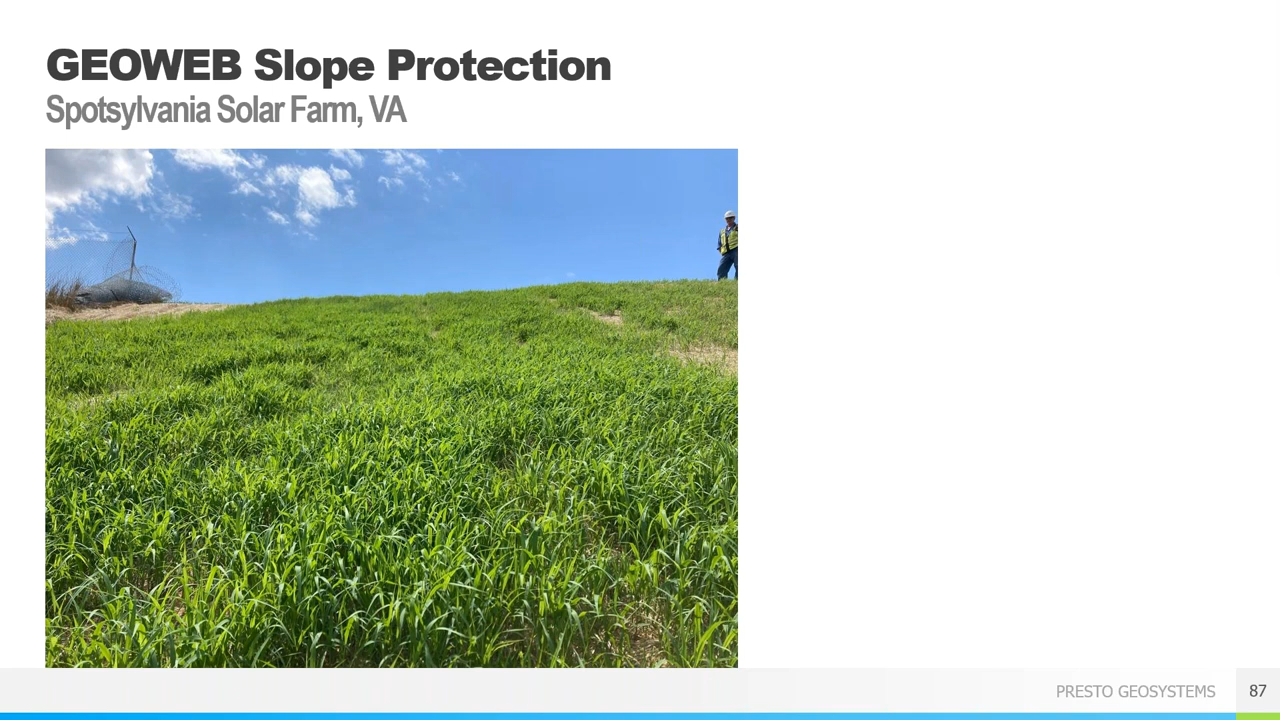 GEOWEB Slope Protection
Spotsylvania Solar Farm, VA
PRESTO GEOSYSTEMS
87